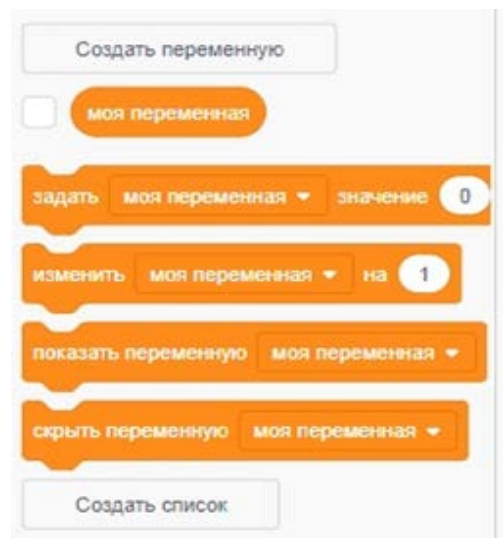 Создать переменную
моя переменная
задать моя переменная значение 0
изменить моя переменная на 1
показать переменную моя переменная
скрыть переменную моя переменная
Создать список